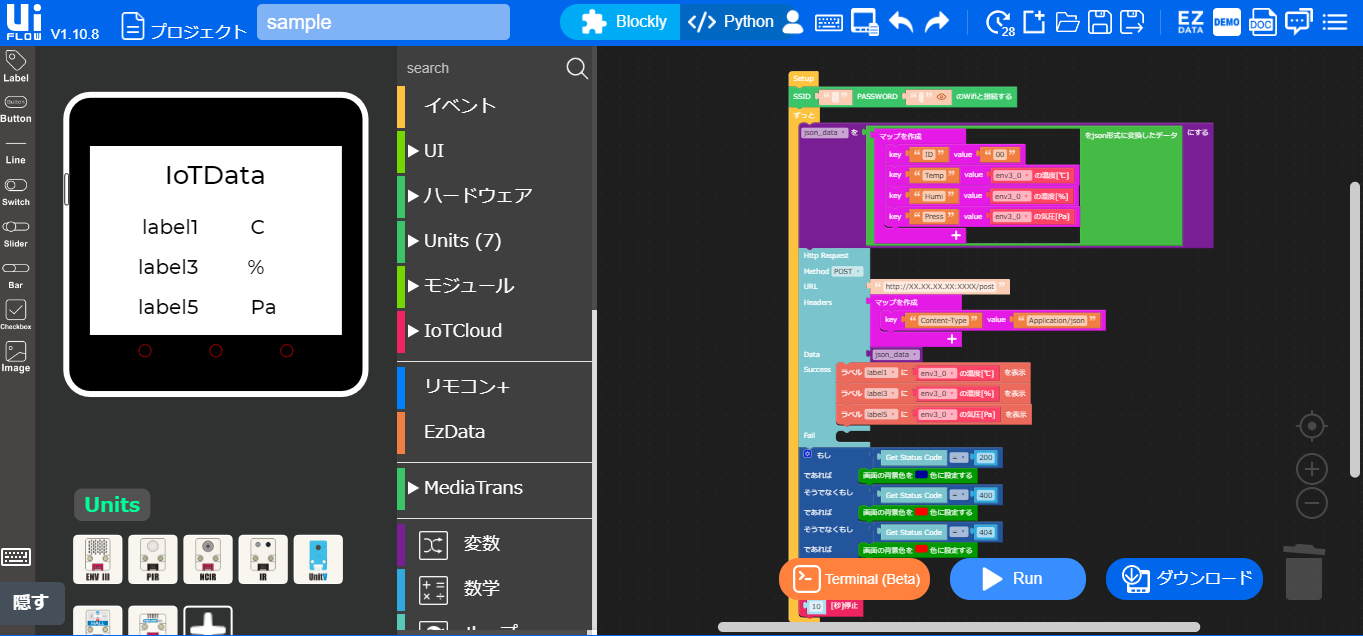 Ui FLOW V1.10.8 プロジェクト sample Blockly </> Python 28 EZ DATA DEMO DOC
Label
Button
Button
Line
Switch
Slider
Bar
Checkbox
Image
隠す
IoTData
label1 C
label3 %
label5 Pa
Units
ENV III PIR NCIR IR UnitV
search
イベント
UI
ハードウェア
Units (7)
モジュール
IoTCloud
リモコン+
EzData
MediaTrans
変数
数学
Setup
SSID “ ” PASSWORD “ ” のWifiと接続する
ずっと
json_data を マップを作成 をjson形式に変換したデータ にする
key “ ID ” value “ 00 ”
key “ Temp ” value env3_0 の温度[℃]
key “ Humi ” value env3_0 の湿度[%]
key “ Press ” value env3_0 の気圧[Pa]
+
Http Request
Method POST
URL “ http://XX.XX.XX.XX:XXXX/post ”
Headers マップを作成
key “ Content-Type ” value “ Application/json ”
+
Data json_data
Success ラベル label1 に env3_0 の温度[℃] を表示
ラベル label3 に env3_0 の湿度[%] を表示
ラベル label5 に env3_0 の気圧[Pa] を表示
Fail
もし Get Status Code = 200
であれば 画面の背景色を 色に設定する
そうでなくもし Get Status Code = 400
であれば 画面の背景色を 色に設定する
そうでなくもし Get Status Code = 404
であれば 画面の背景色を 色に設定する
Terminal (Beta) Run ダウンロード
10 [秒]停止